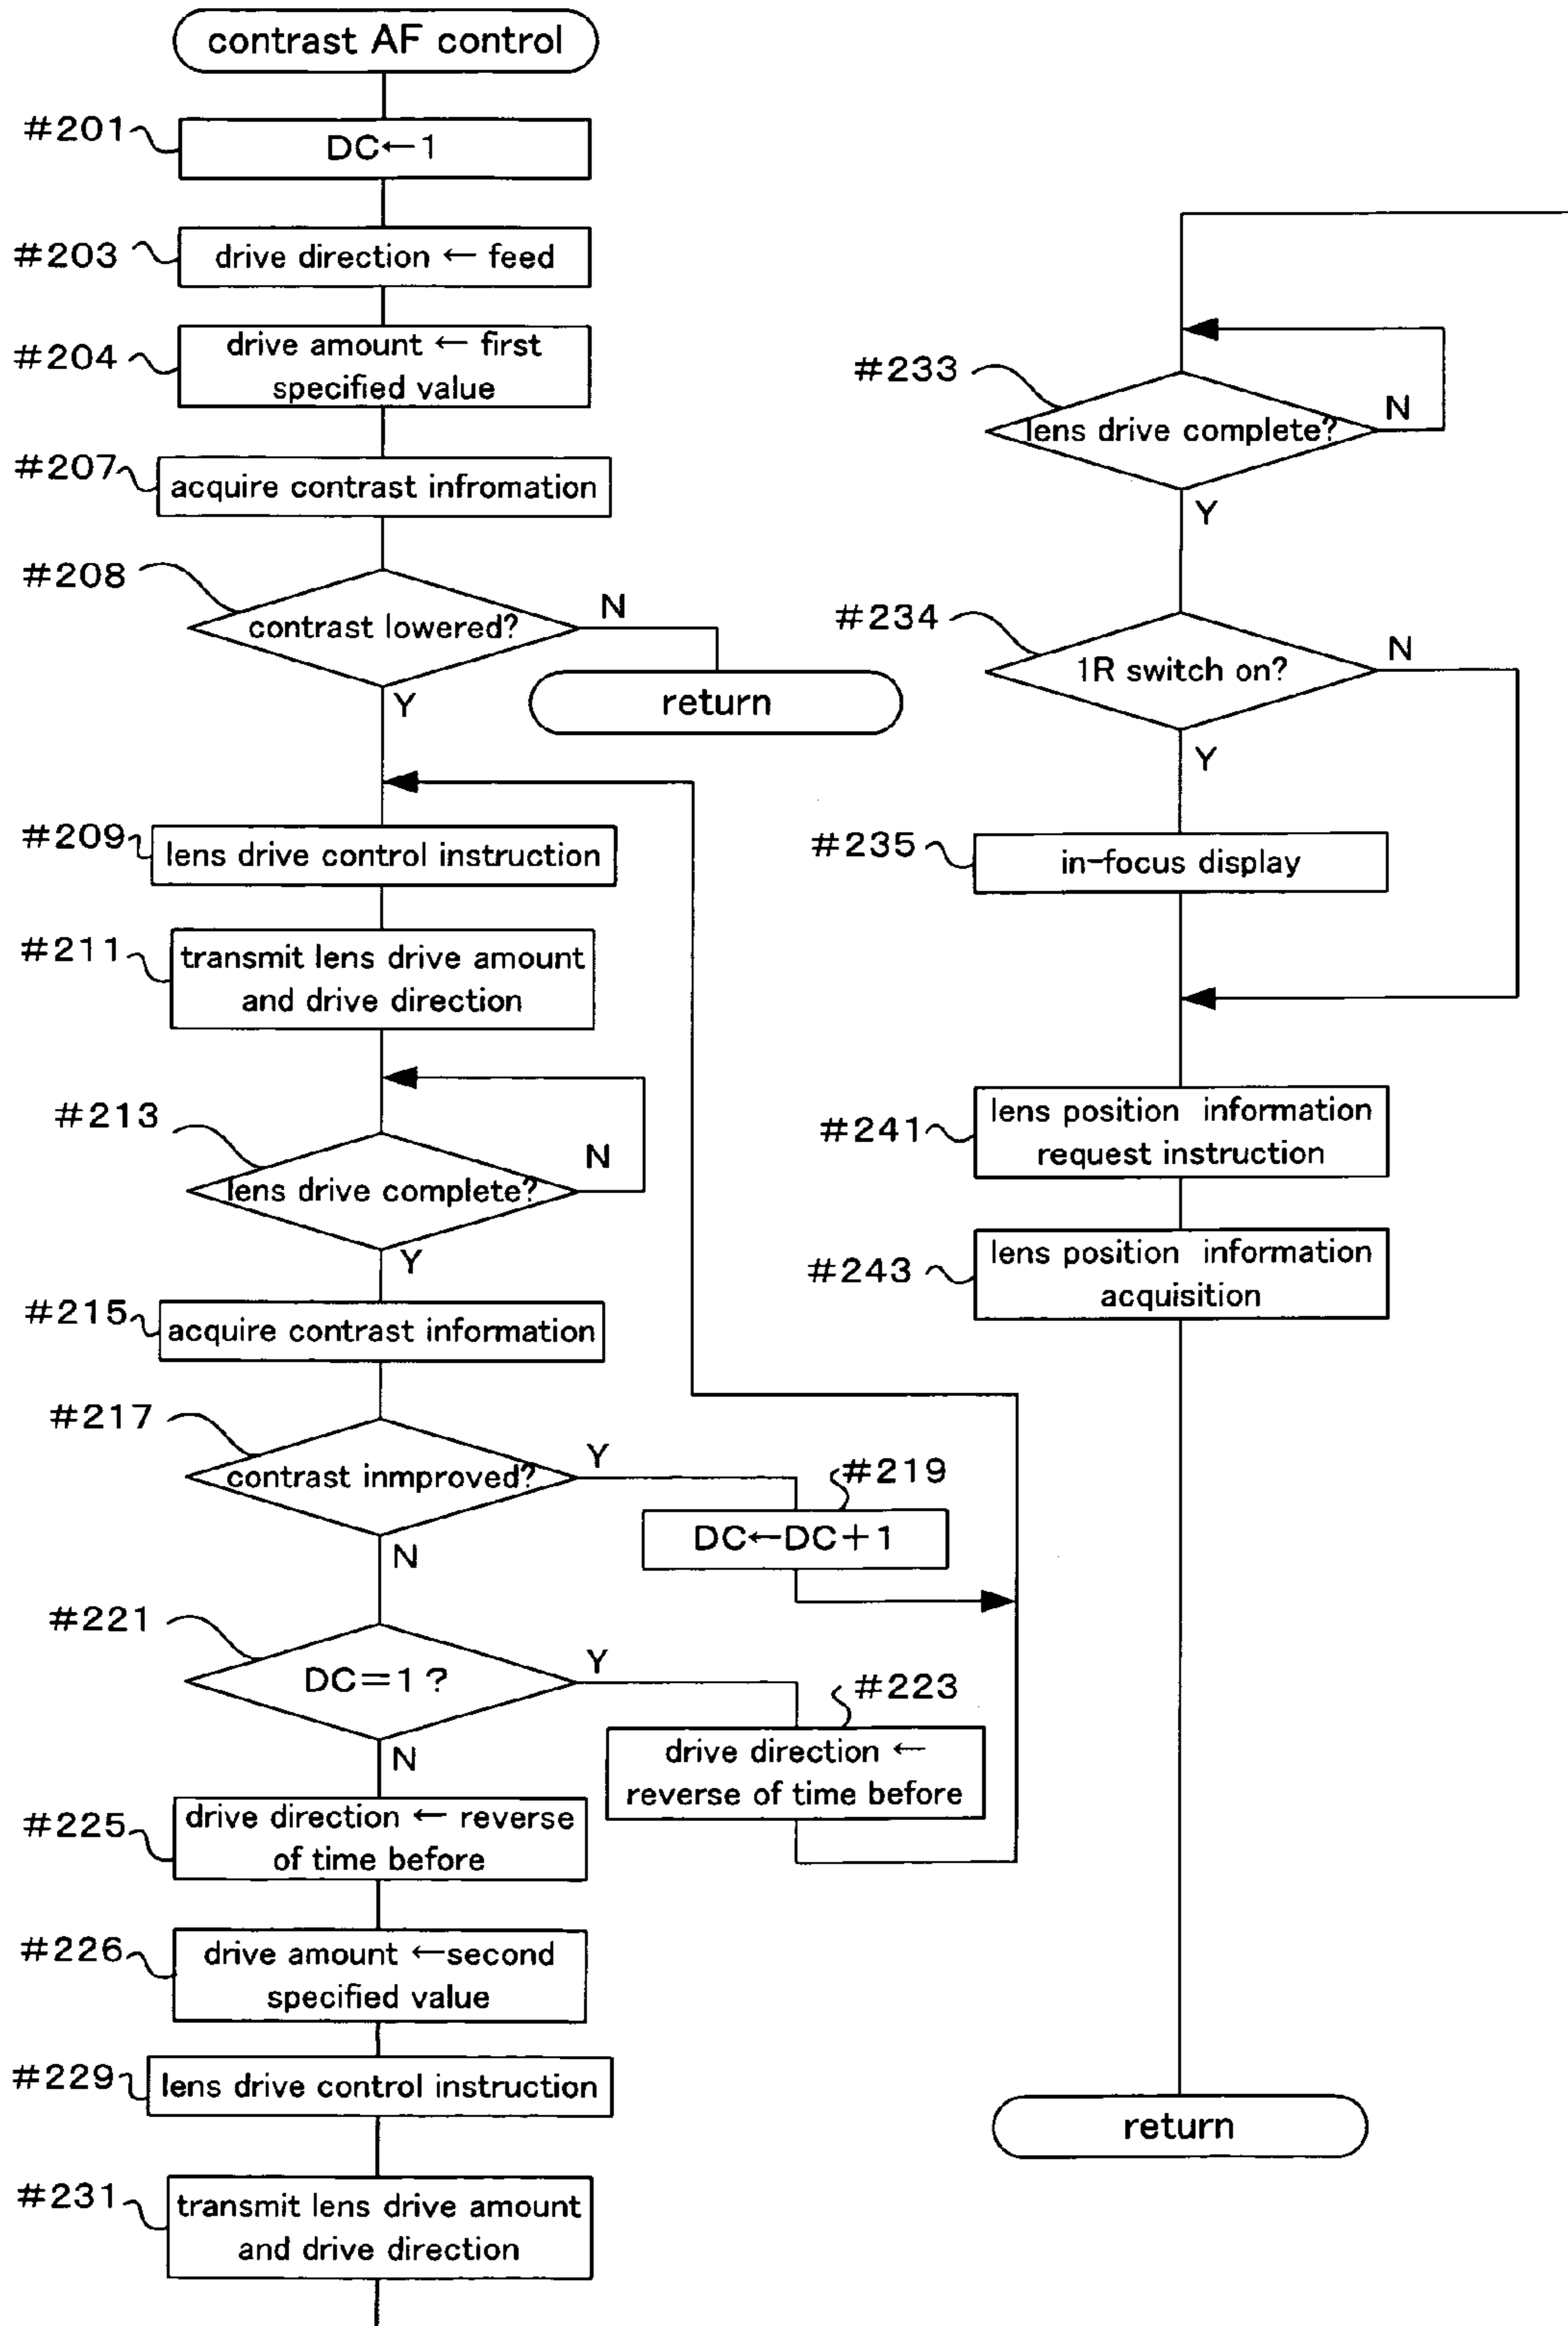 contrast AF control
#201
DC←1
#203
drive direction ← feed
#204
drive amount ← first
specified value
#207
acquire contrast infromation
#208
contrast lowered?
N
return
Y
#209
lens drive control instruction
#211
transmit lens drive amount
and drive direction
#213
lens drive complete?
N
Y
#215
acquire contrast information
#217
contrast inmproved?
Y
#219
DC←DC+1
N
#221
DC=1?
Y
#223
drive direction ←
reverse of time before
N
#225
drive direction ← reverse
of time before
#226
drive amount ←second
specified value
#229
lens drive control instruction
#231
transmit lens drive amount
and drive direction
#233
lens drive complete?
N
Y
#234
1R switch on?
N
Y
#235
in-focus display
#241
lens position information
request instruction
#243
lens position information
acquisition
return